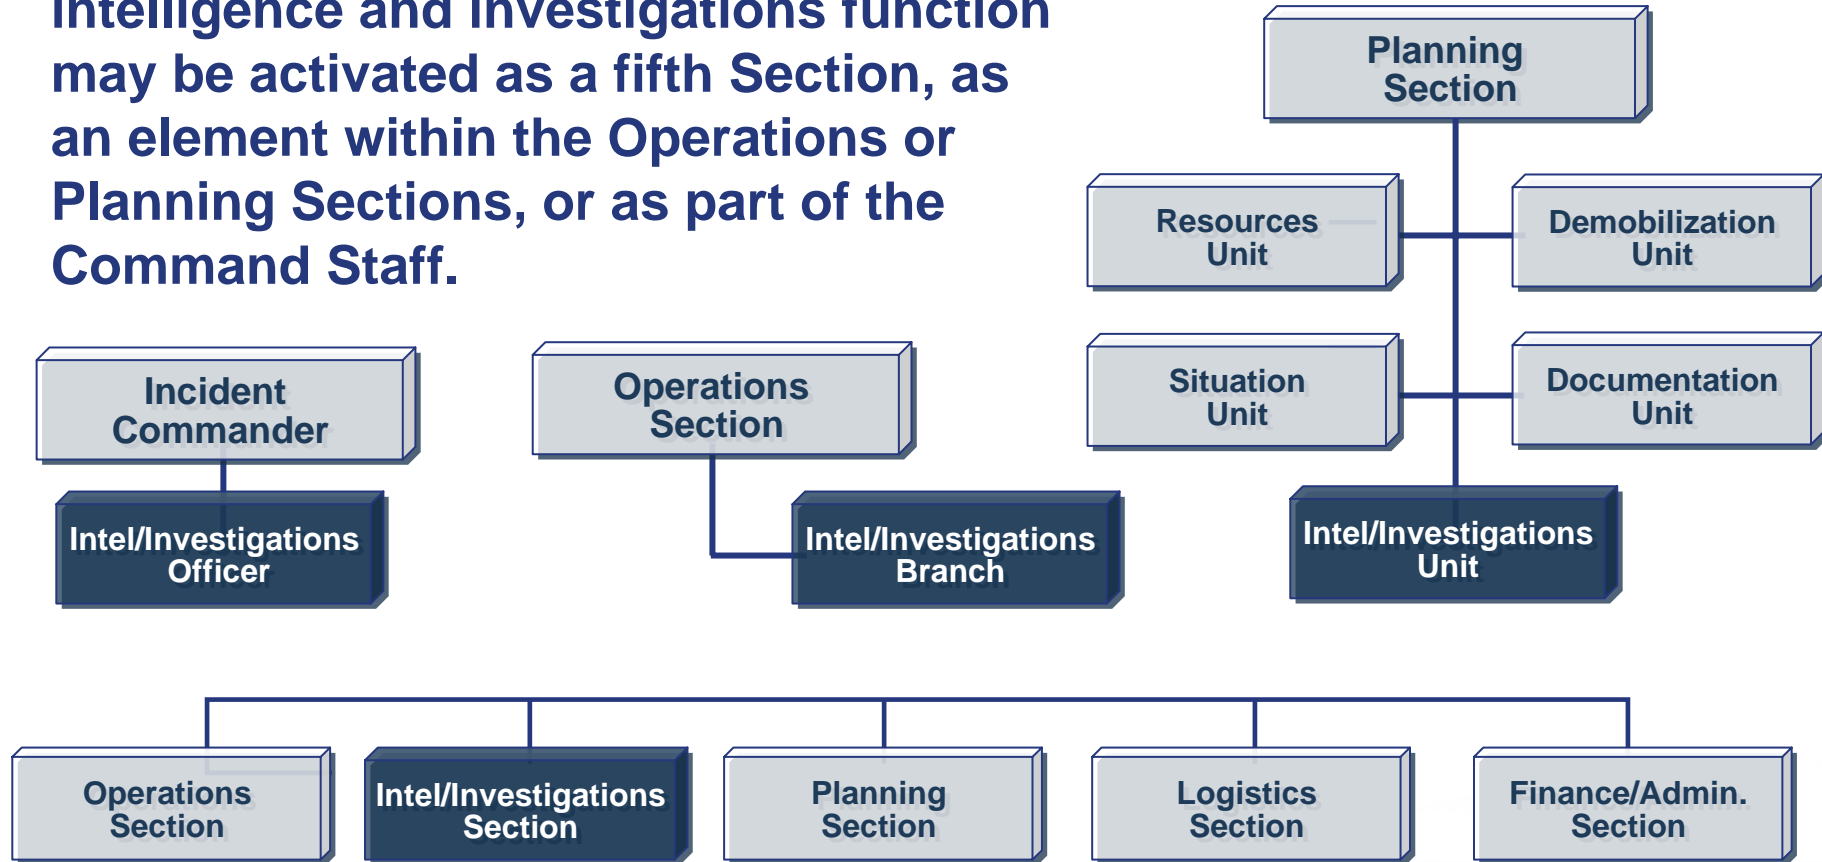 Intelligence and Investigations function
may be activated as a fifth Section, as
an element within the Operations or
Planning Sections, or as part of the
Command Staff.
Planning
Section
Resources
Unit
Demobilization
Unit
Situation
Unit
Documentation
Unit
Incident
Commander
Operations
Section
Intel/Investigations
Officer
Intel/Investigations
Branch
Intel/Investigations
Unit
Operations
Section
Intel/Investigations
Section
Planning
Section
Logistics
Section
Finance/Admin.
Section